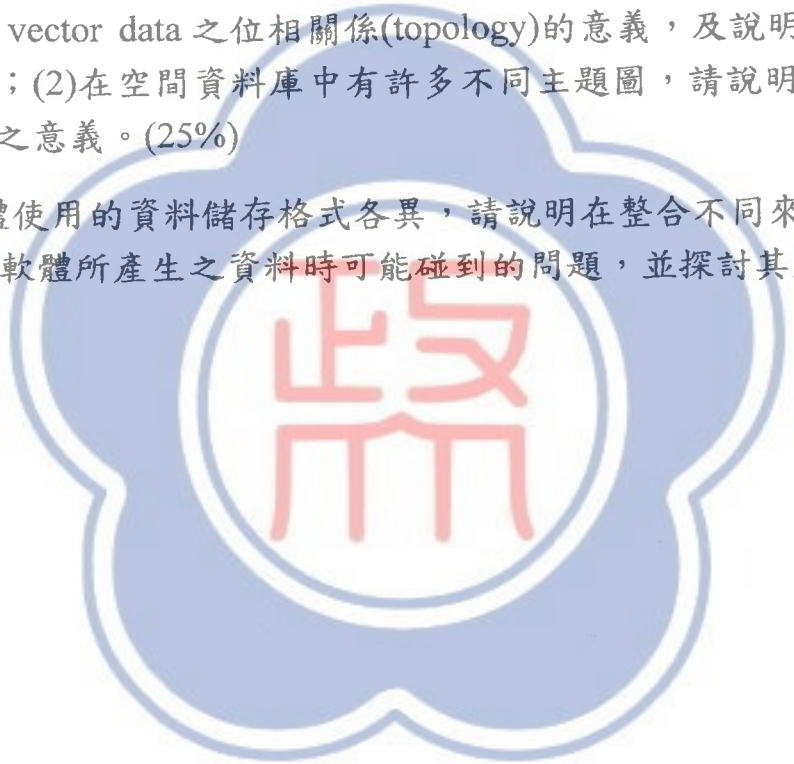 vector data 之位相關係(topology)的意義，及說明
；(2)在空間資料庫中有許多不同主題圖，請說明
之意義。(25%)
體使用的資料儲存格式各異，請說明在整合不同來
軟體所產生之資料時可能碰到的問題，並探討其
政大